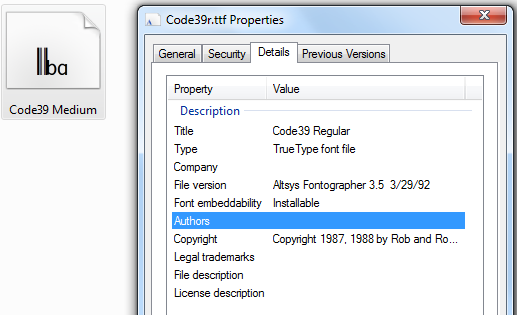 Code39r.ttf Properties
ba
Code39 Medium
General Security Details Previous Versions
Property Value
Description
Title Code39 Regular
Type TrueType font file
Company
File version Altsys Fontographer 3.5 3/29/92
Font embeddability Installable
Authors
Copyright Copyright 1987, 1988 by Rob and Ro...
Legal trademarks
File description
License description